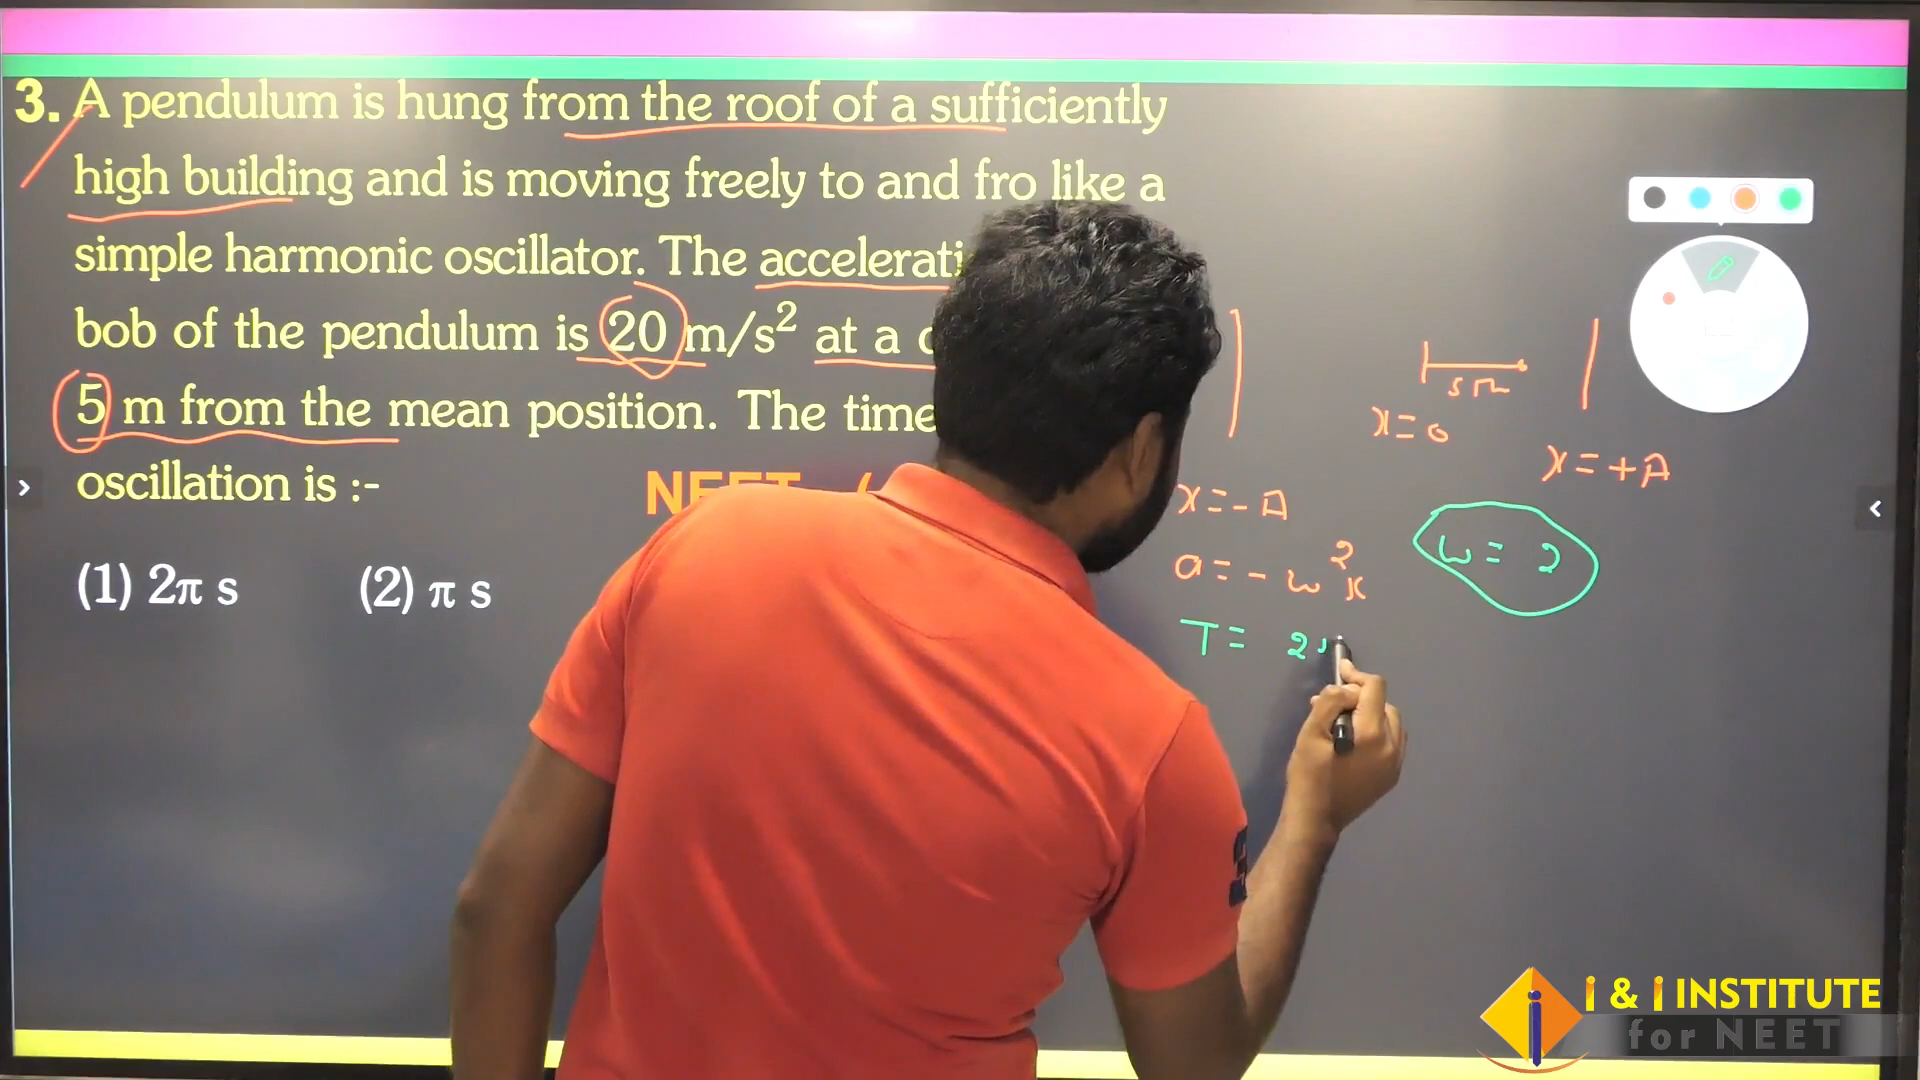 3. A pendulum is hung from the roof of a sufficiently
high building and is moving freely to and fro like a
simple harmonic oscillator. The
bob of the pendulum is 20 m/s² at a
5 m from the mean position. The time
oscillation is :-
NEET
(1) 2π s (2) π s
5m
x = 0
x = +A
x = - A
a = - ω²x
ω = 2
T = 2
i & i INSTITUTE
for NEET